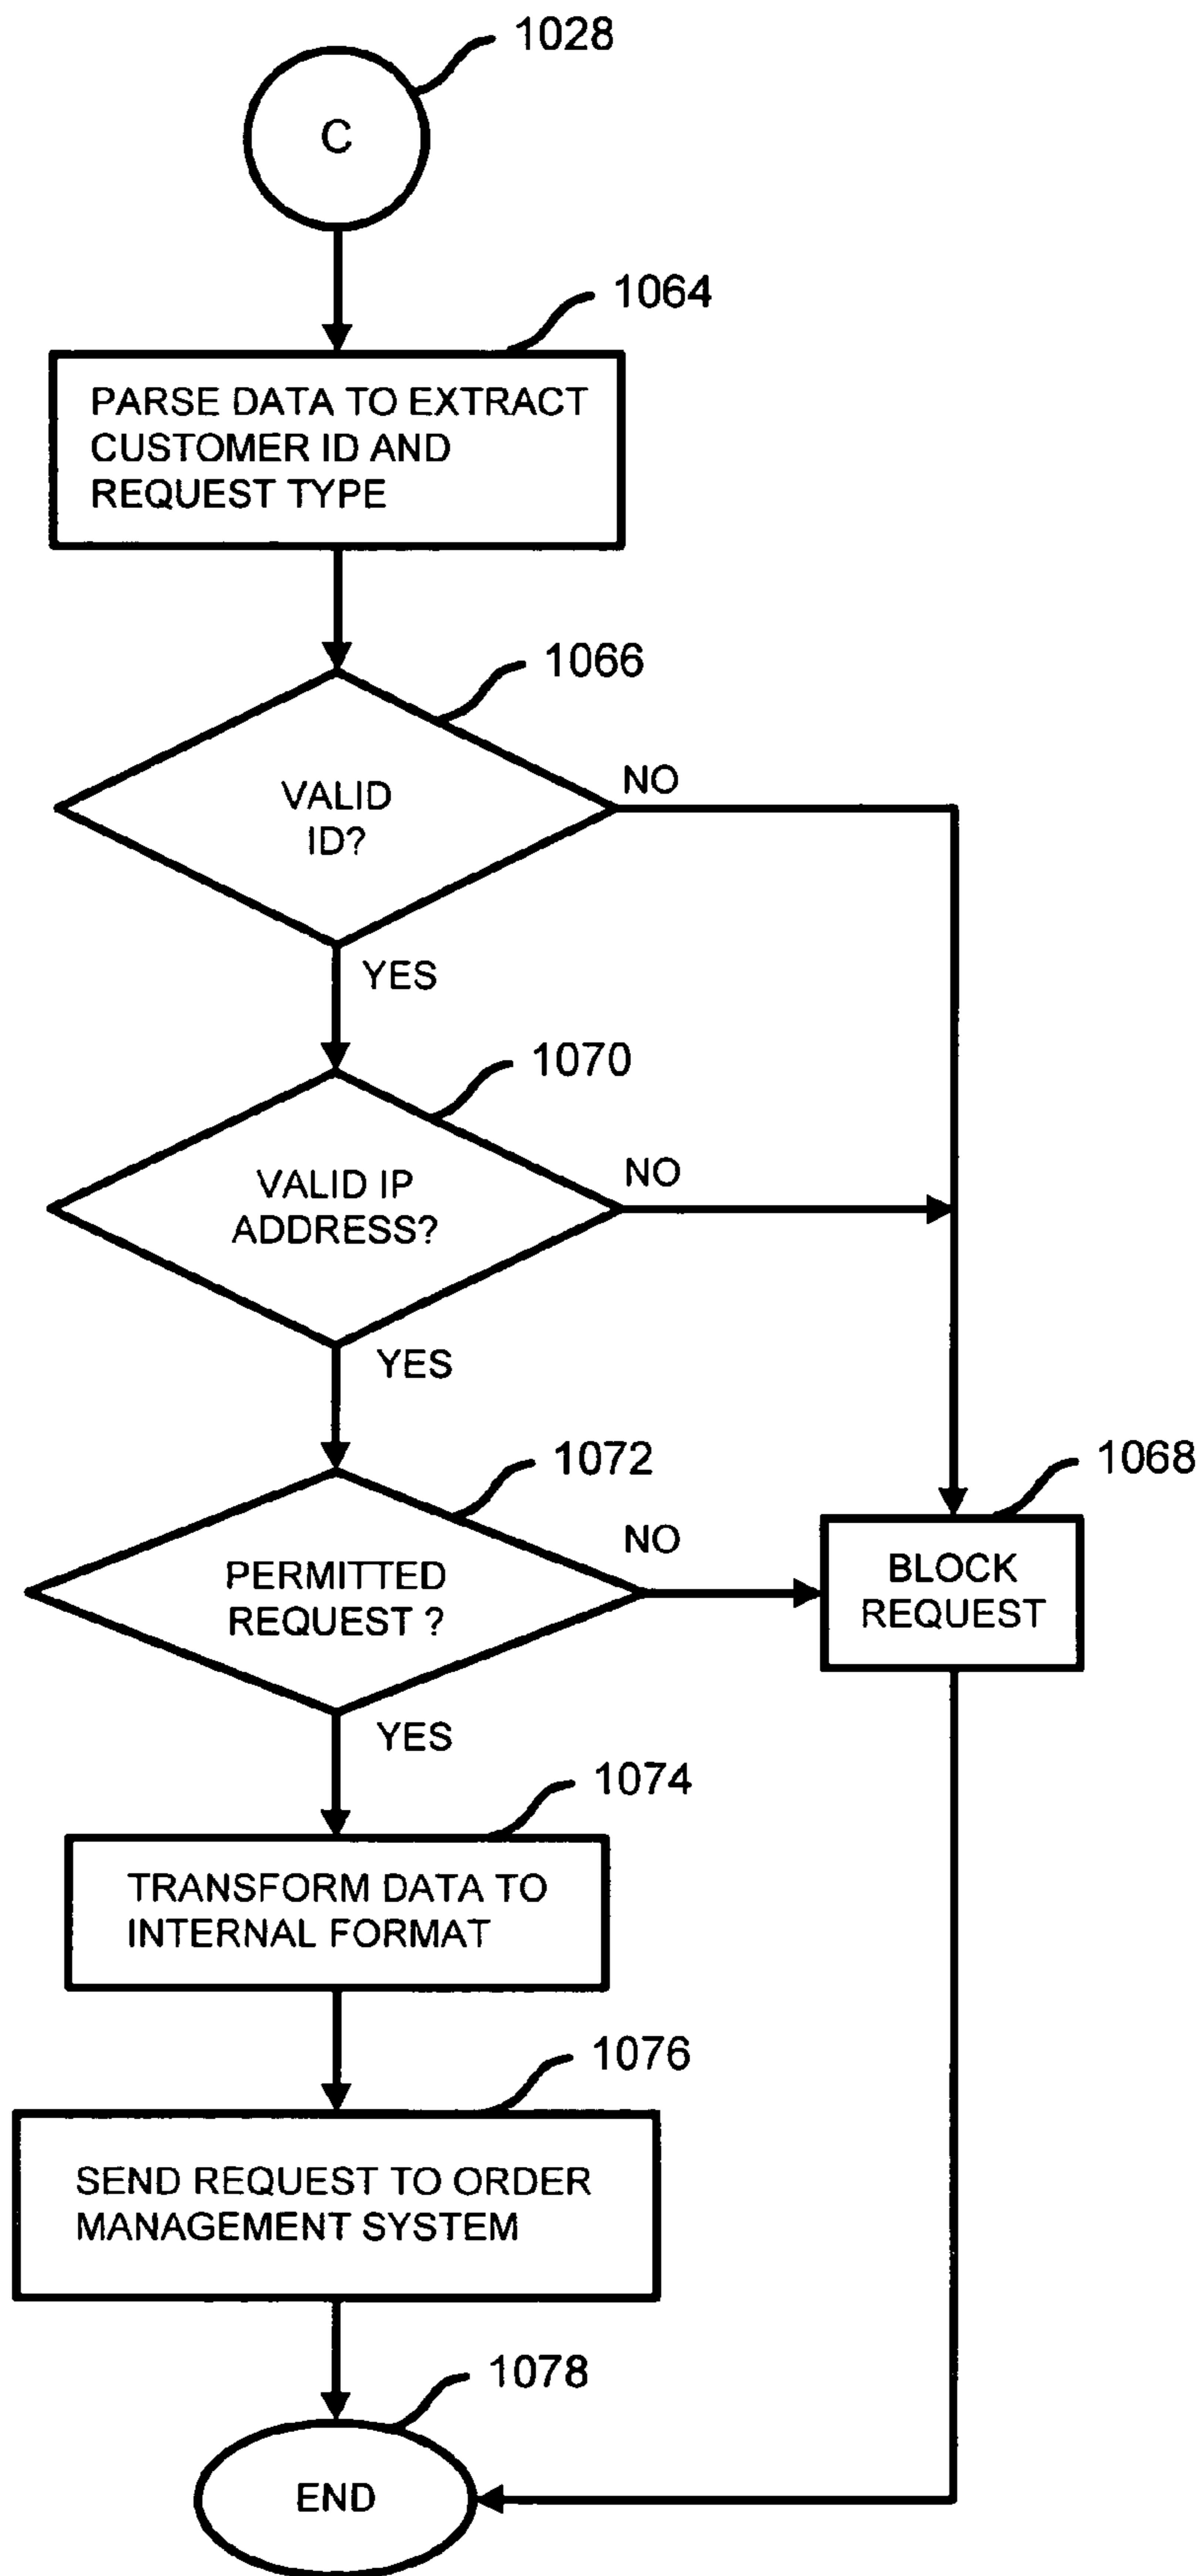 1028
C
1064
PARSE DATA TO EXTRACT
CUSTOMER ID AND
REQUEST TYPE
1066
VALID
ID?
NO
YES
1070
VALID IP
ADDRESS?
NO
YES
1072
PERMITTED
REQUEST ?
NO
1068
BLOCK
REQUEST
YES
1074
TRANSFORM DATA TO
INTERNAL FORMAT
1076
SEND REQUEST TO ORDER
MANAGEMENT SYSTEM
1078
END